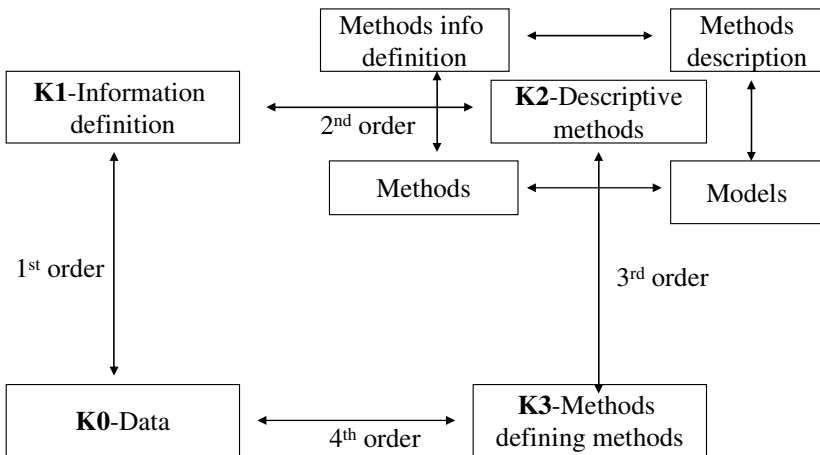 Methods info
definition
Methods
description
K1-Information
definition
2nd order
K2-Descriptive
methods
Methods
Models
1st order
3rd order
K0-Data
4th order
K3-Methods
defining methods